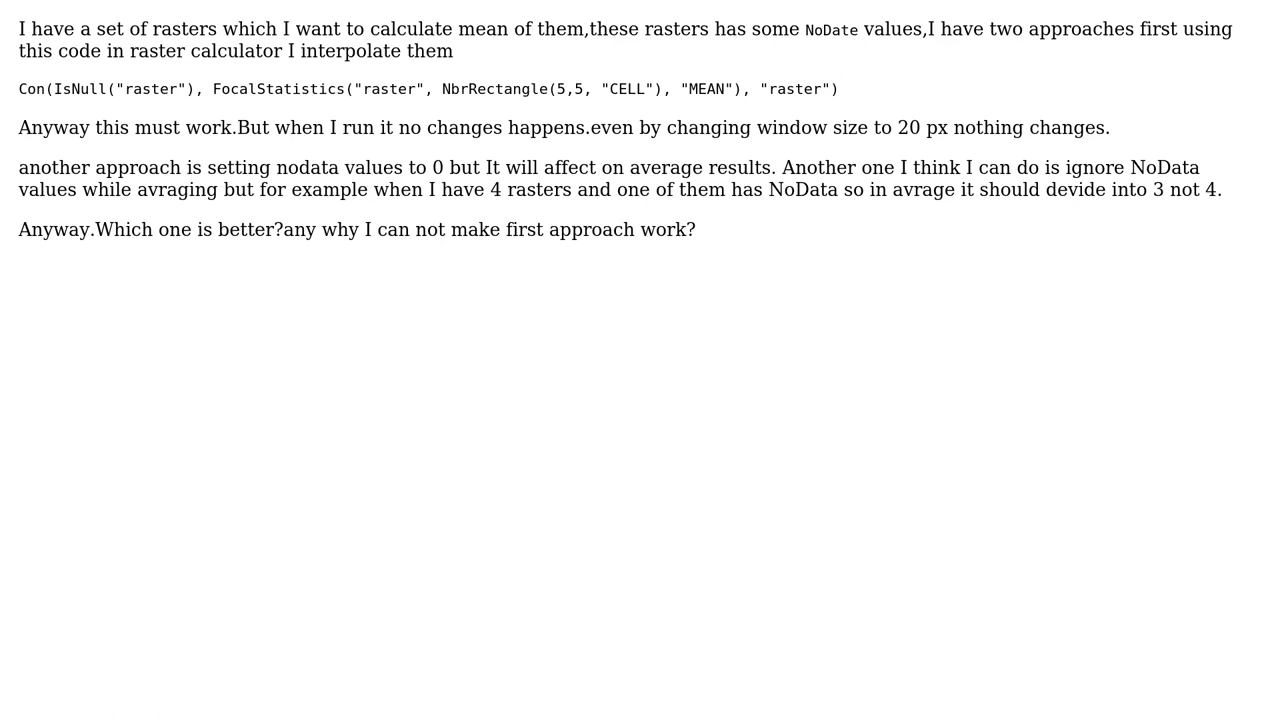 I have a set of rasters which I want to calculate mean of them,these rasters has some NoDate values,I have two approaches first using
this code in raster calculator I interpolate them
Con(IsNull("raster"), FocalStatistics("raster", NbrRectangle(5,5, "CELL"), "MEAN"), "raster")
Anyway this must work.But when I run it no changes happens.even by changing window size to 20 px nothing changes.
another approach is setting nodata values to 0 but It will affect on average results. Another one I think I can do is ignore NoData
values while avraging but for example when I have 4 rasters and one of them has NoData so in avrage it should devide into 3 not 4.
Anyway.Which one is better?any why I can not make first approach work?